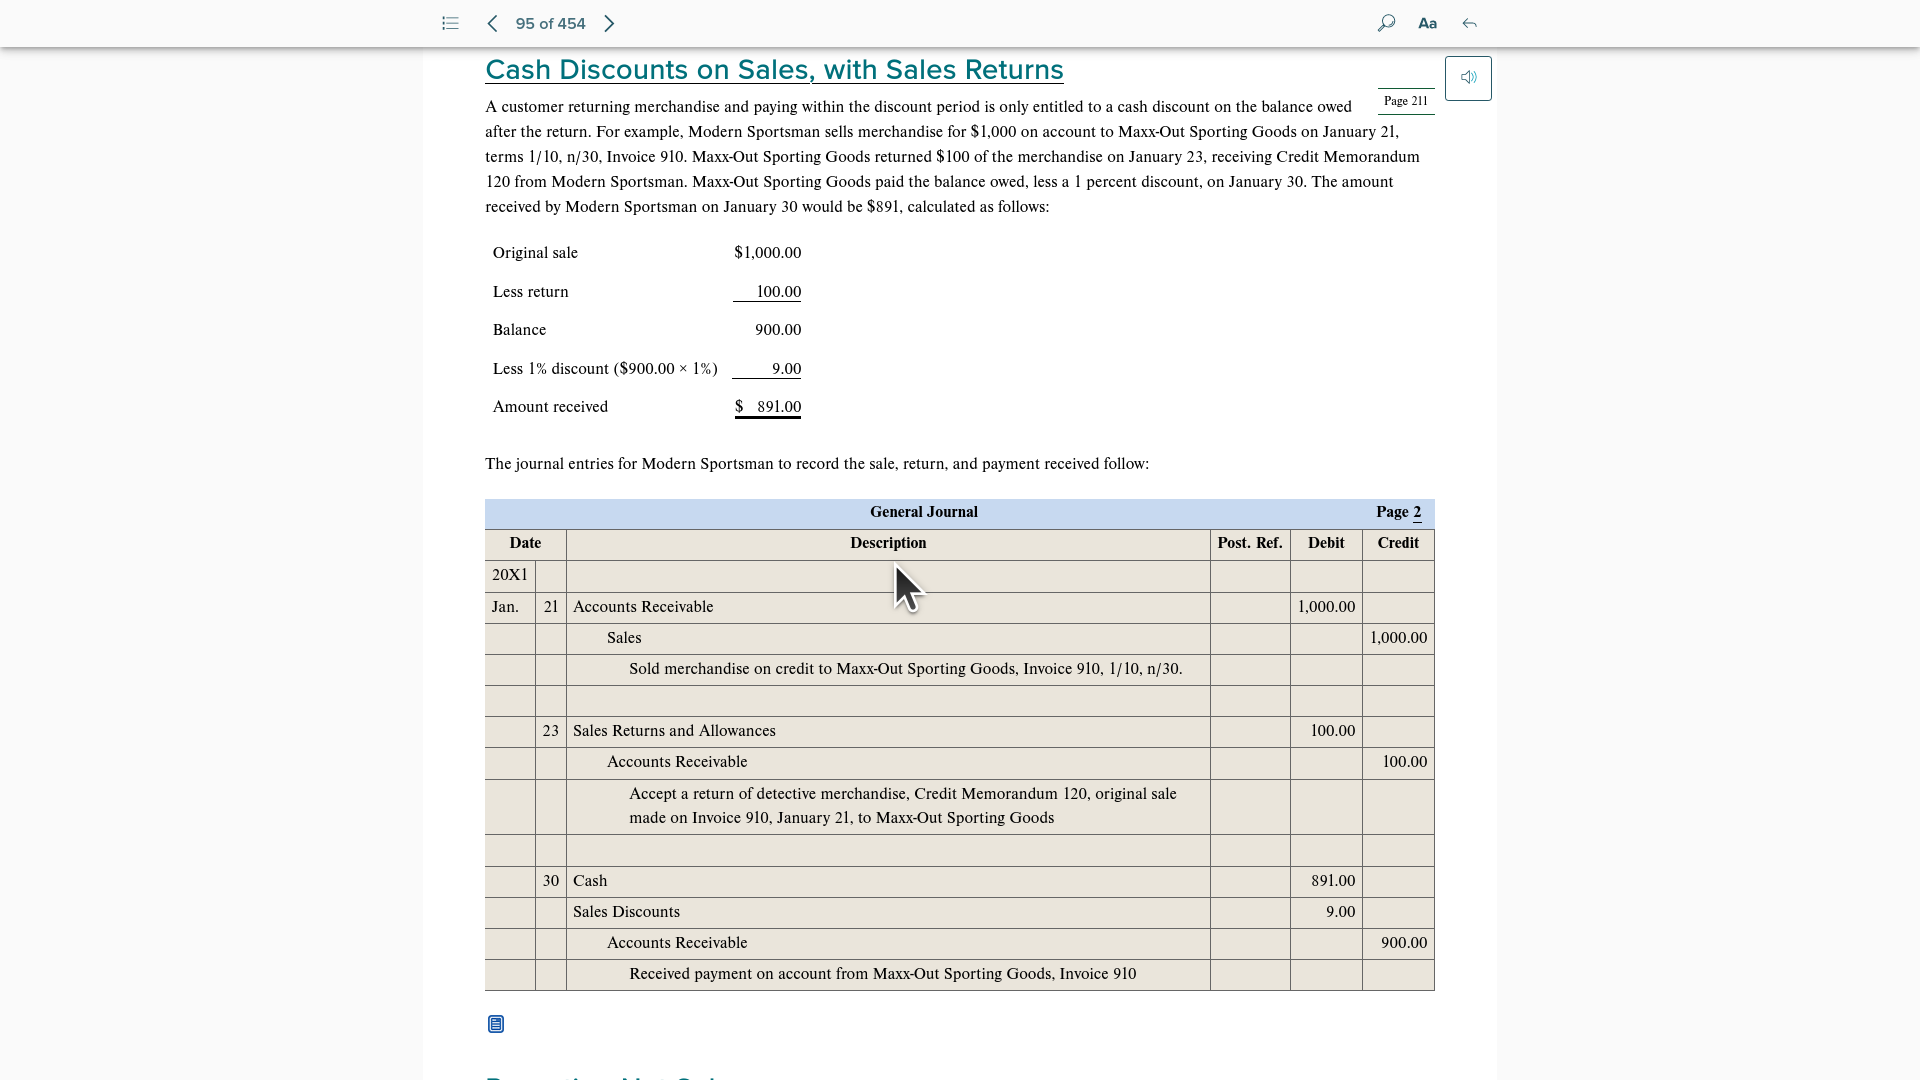 95 of 454
Aa
Cash Discounts on Sales, with Sales Returns
Page 211
A customer returning merchandise and paying within the discount period is only entitled to a cash discount on the balance owed
after the return. For example, Modern Sportsman sells merchandise for $1,000 on account to Maxx-Out Sporting Goods on January 21,
terms 1/10, n/30, Invoice 910. Maxx-Out Sporting Goods returned $100 of the merchandise on January 23, receiving Credit Memorandum
120 from Modern Sportsman. Maxx-Out Sporting Goods paid the balance owed, less a 1 percent discount, on January 30. The amount
received by Modern Sportsman on January 30 would be $891, calculated as follows:
Original sale $1,000.00
Less return 100.00
Balance 900.00
Less 1% discount ($900.00 × 1%) 9.00
Amount received $ 891.00
The journal entries for Modern Sportsman to record the sale, return, and payment received follow:
General Journal Page 2
Date Description Post. Ref. Debit Credit
20X1
Jan. 21 Accounts Receivable 1,000.00
Sales 1,000.00
Sold merchandise on credit to Maxx-Out Sporting Goods, Invoice 910, 1/10, n/30.
23 Sales Returns and Allowances 100.00
Accounts Receivable 100.00
Accept a return of detective merchandise, Credit Memorandum 120, original sale
made on Invoice 910, January 21, to Maxx-Out Sporting Goods
30 Cash 891.00
Sales Discounts 9.00
Accounts Receivable 900.00
Received payment on account from Maxx-Out Sporting Goods, Invoice 910